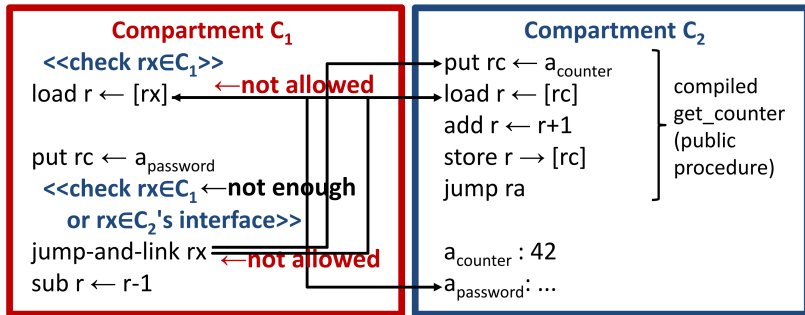 Compartment C1
<<check rx∈C1>>
load r ← [rx] ←not allowed
put rc ← apassword
<<check rx∈C1 ←not enough
or rx∈C2's interface>>
jump-and-link rx ←not allowed
sub r ← r-1
Compartment C2
put rc ← acounter
load r ← [rc]
add r ← r+1
store r → [rc]
jump ra
compiled
get_counter
(public
procedure)
acounter : 42
apassword: ...